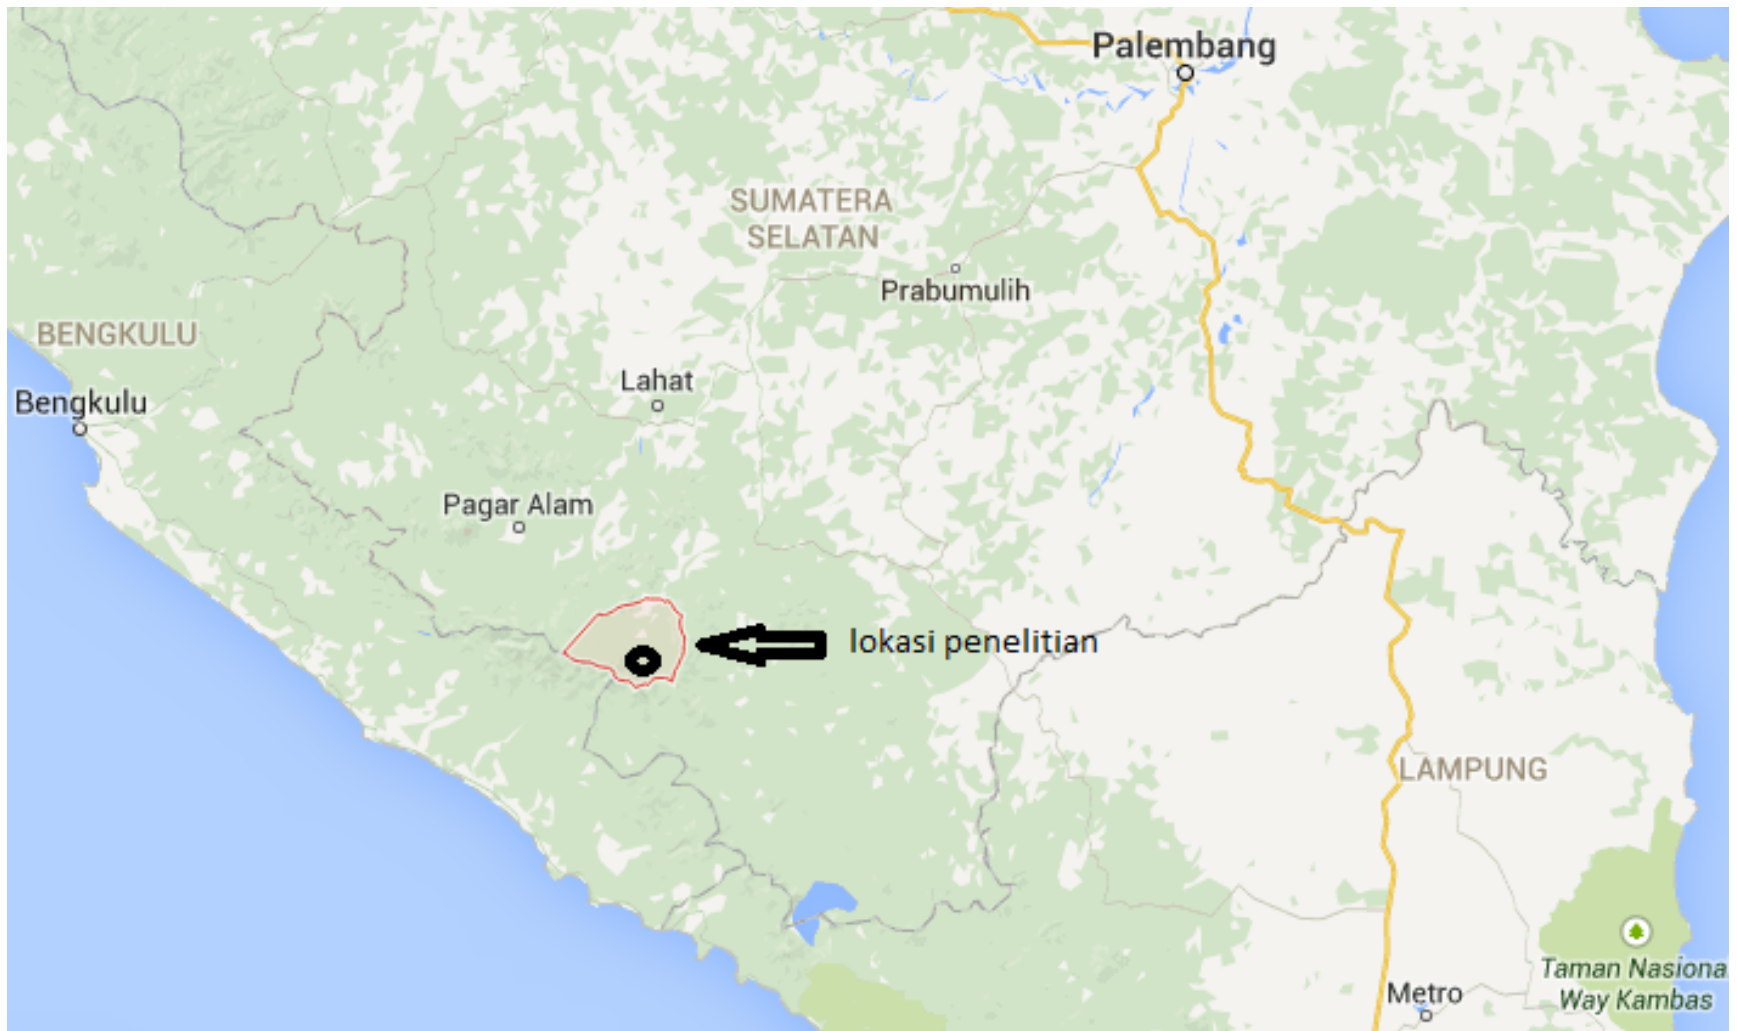 Palembang
SUMATERA
SELATAN
Prabumulih
BENGKULU
Lahat
Bengkulu
Pagar Alam
lokasi penelitian
LAMPUNG
Taman Nasiona
Way Kambas
Metro